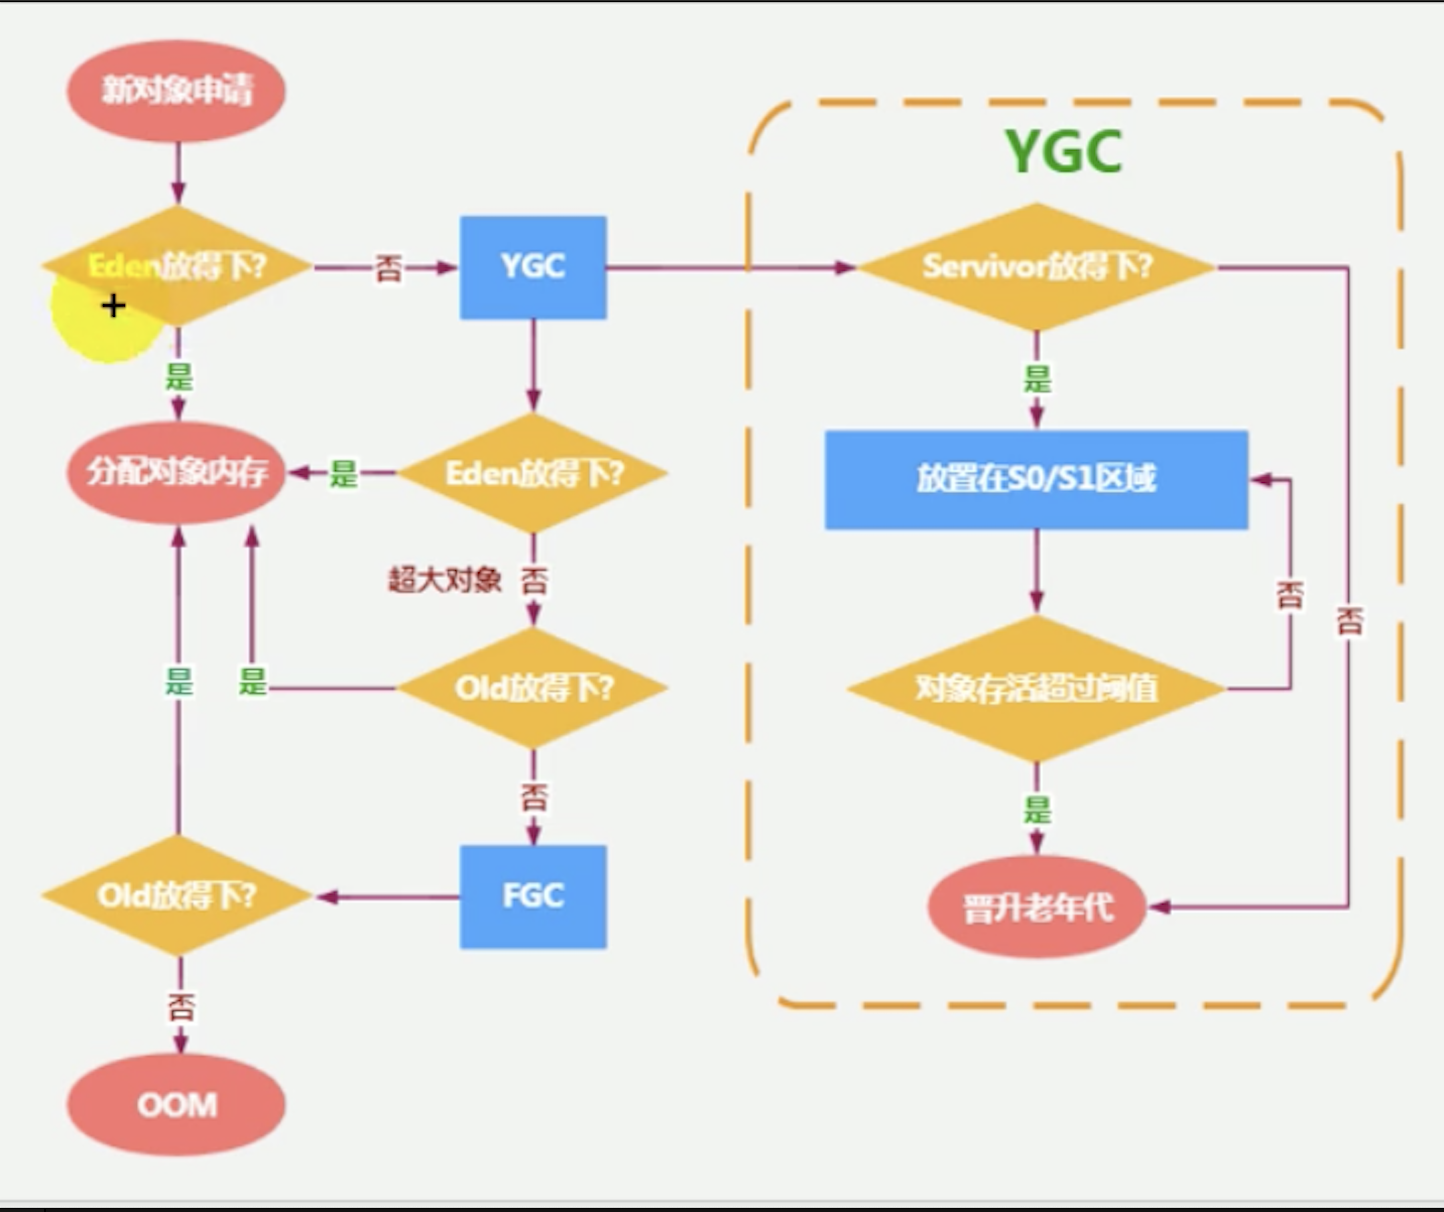 新对象申请
YGC
Eden放得下?
否
YGC
Servivor放得下?
是
是
分配对象内存
是
Eden放得下?
放置在S0/S1区域
超大对象
否
否
否
是
是
Old放得下?
对象存活超过阈值
否
是
Old放得下?
FGC
晋升老年代
否
OOM